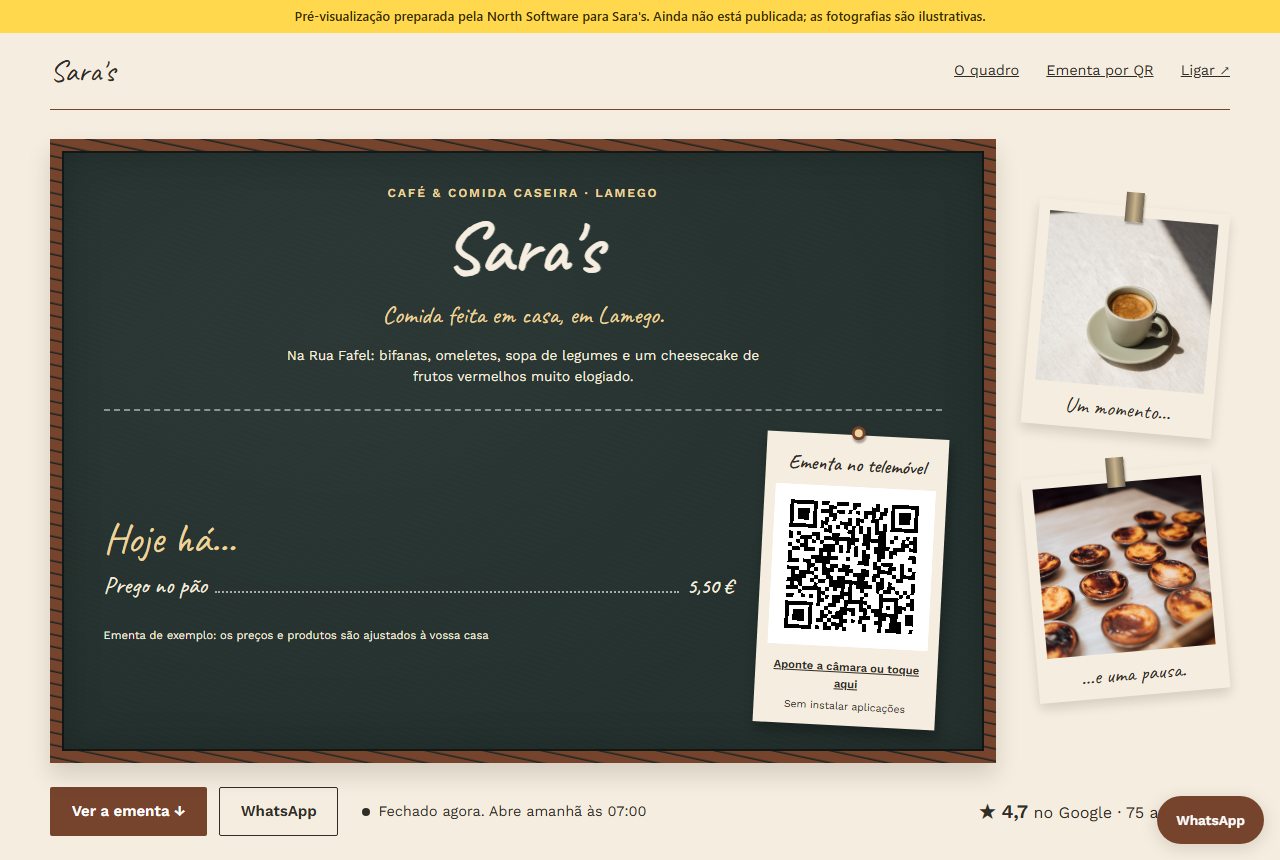 Pré-visualização preparada pela North Software para Sara's. Ainda não está publicada; as fotografias são ilustrativas.
Sara's
O quadro
Ementa por QR
Ligar ↗
CAFÉ & COMIDA CASEIRA · LAMEGO
Sara's
Comida feita em casa, em Lamego.
Na Rua Fafel: bifanas, omeletes, sopa de legumes e um cheesecake de
frutos vermelhos muito elogiado.
Hoje há...
Prego no pão 5,50 €
Ementa de exemplo: os preços e produtos são ajustados à vossa casa
Ementa no telemóvel
Aponte a câmara ou toque
aqui
Sem instalar aplicações
Um momento...
...e uma pausa.
Ver a ementa ↓
WhatsApp
Fechado agora. Abre amanhã às 07:00
★ 4,7 no Google · 75
WhatsApp